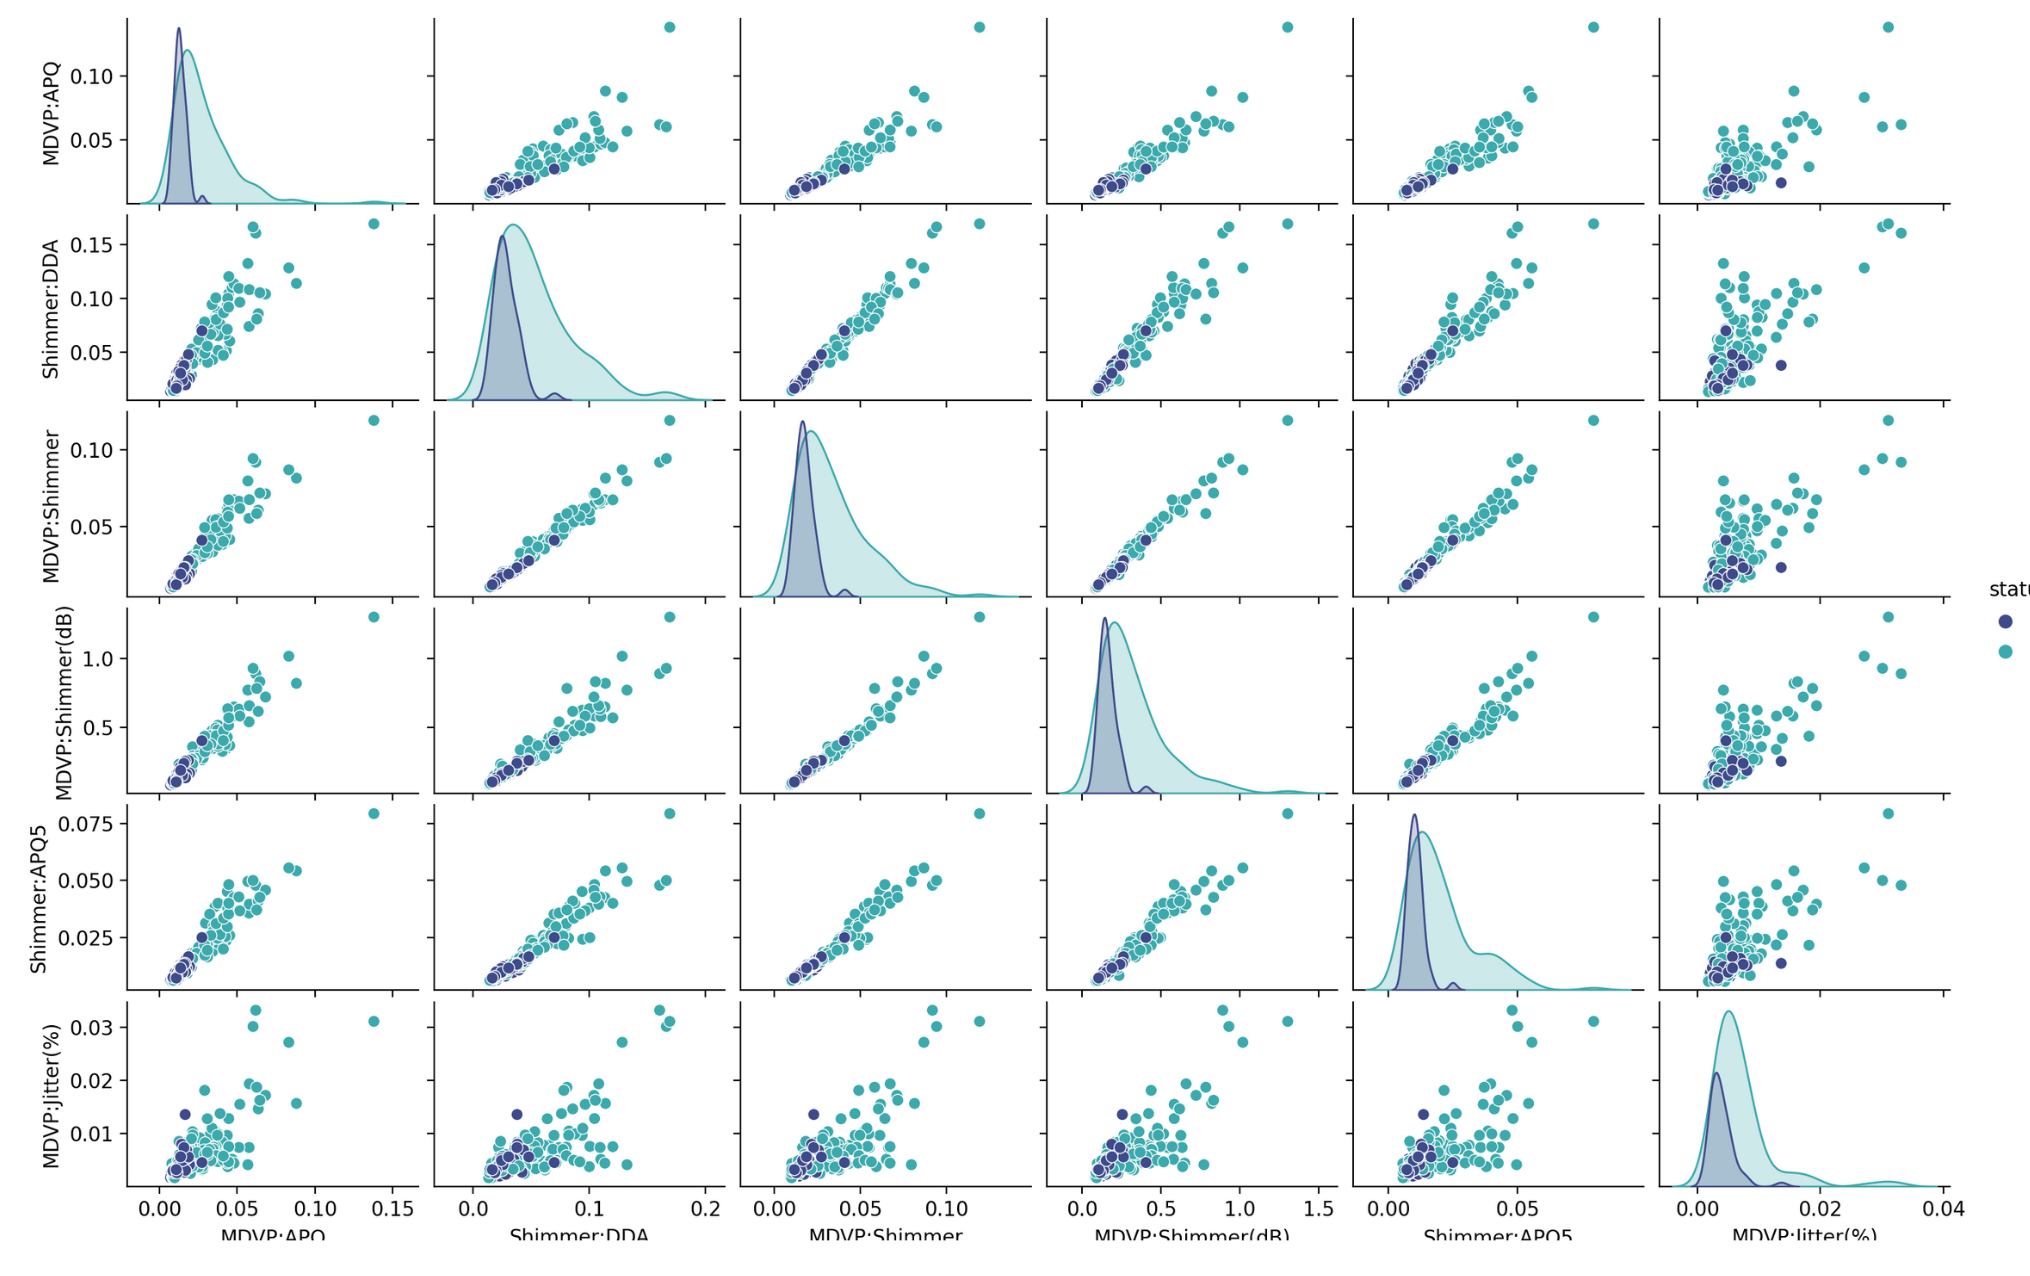 MDVP:APQ
0.10
0.05
Shimmer:DDA
0.15
0.10
0.05
MDVP:Shimmer
0.10
0.05
statu
MDVP:Shimmer(dB)
1.0
0.5
Shimmer:APQ5
0.075
0.050
0.025
MDVP:Jitter(%)
0.03
0.02
0.01
0.00 0.05 0.10 0.15 0.0 0.1 0.2 0.00 0.05 0.10 0.0 0.5 1.0 1.5 0.00 0.05 0.00 0.02 0.04
MDVP:APQ Shimmer:DDA MDVP:Shimmer MDVP:Shimmer(dB) Shimmer:APQ5 MDVP:Jitter(%)